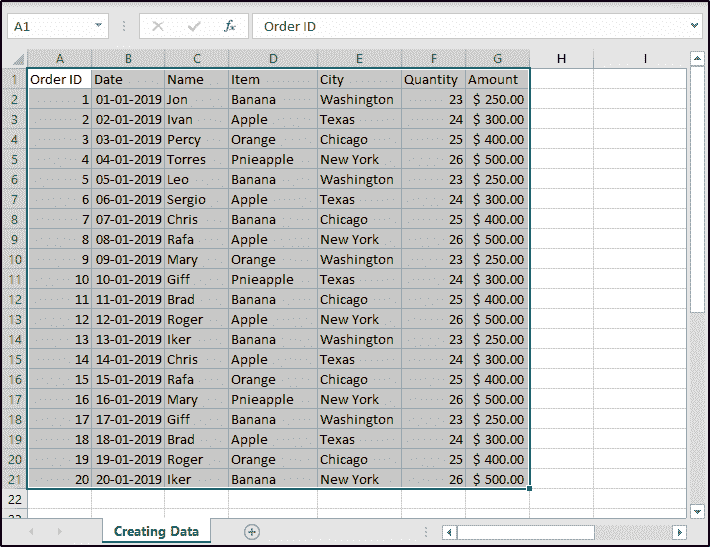 A1 fx Order ID
A B C D E F G H I
1 Order ID Date Name Item City Quantity Amount
2 1 01-01-2019 Jon Banana Washington 23 $ 250.00
3 2 02-01-2019 Ivan Apple Texas 24 $ 300.00
4 3 03-01-2019 Percy Orange Chicago 25 $ 400.00
5 4 04-01-2019 Torres Pnieapple New York 26 $ 500.00
6 5 05-01-2019 Leo Banana Washington 23 $ 250.00
7 6 06-01-2019 Sergio Apple Texas 24 $ 300.00
8 7 07-01-2019 Chris Banana Chicago 25 $ 400.00
9 8 08-01-2019 Rafa Apple New York 26 $ 500.00
10 9 09-01-2019 Mary Orange Washington 23 $ 250.00
11 10 10-01-2019 Giff Pnieapple Texas 24 $ 300.00
12 11 11-01-2019 Brad Banana Chicago 25 $ 400.00
13 12 12-01-2019 Roger Apple New York 26 $ 500.00
14 13 13-01-2019 Iker Banana Washington 23 $ 250.00
15 14 14-01-2019 Chris Apple Texas 24 $ 300.00
16 15 15-01-2019 Rafa Orange Chicago 25 $ 400.00
17 16 16-01-2019 Mary Pnieapple New York 26 $ 500.00
18 17 17-01-2019 Giff Banana Washington 23 $ 250.00
19 18 18-01-2019 Brad Apple Texas 24 $ 300.00
20 19 19-01-2019 Roger Orange Chicago 25 $ 400.00
21 20 20-01-2019 Iker Banana New York 26 $ 500.00
22
Creating Data